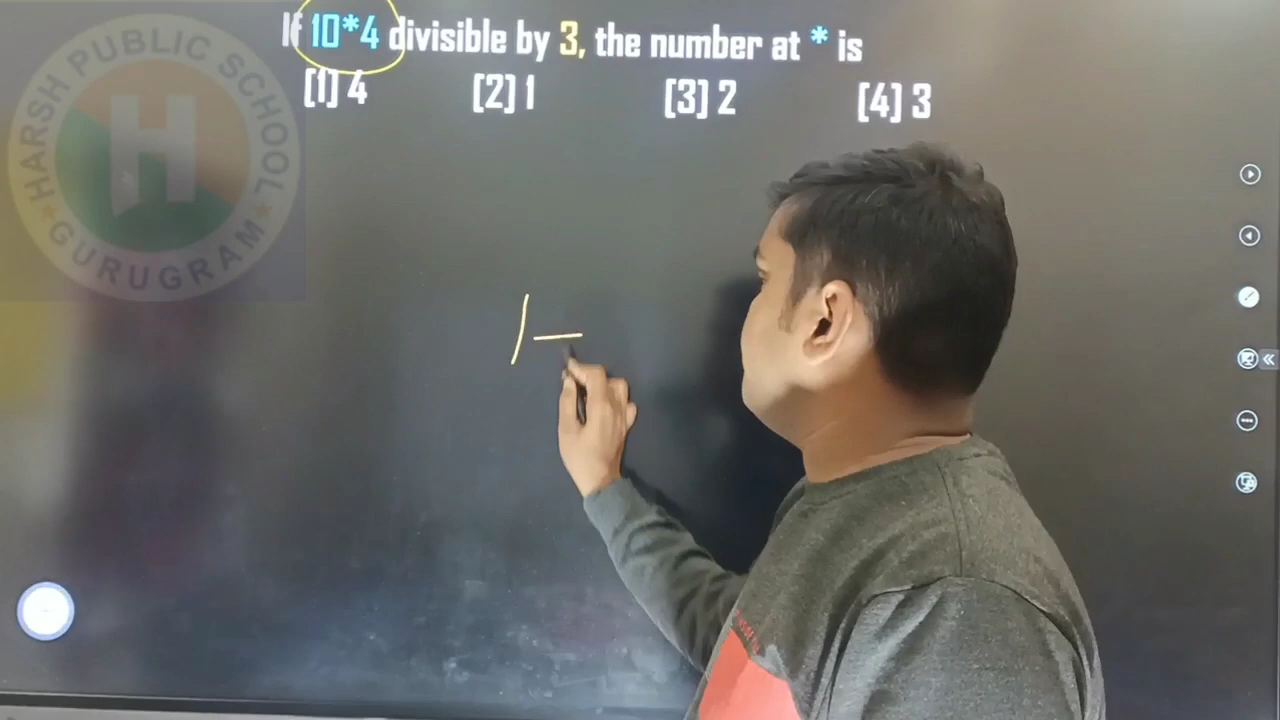 If 10*4 divisible by 3, the number at * is
[1] 4 [2] 1 [3] 2 [4] 3
HARSH PUBLIC SCHOOL
H
GURUGRAM
1